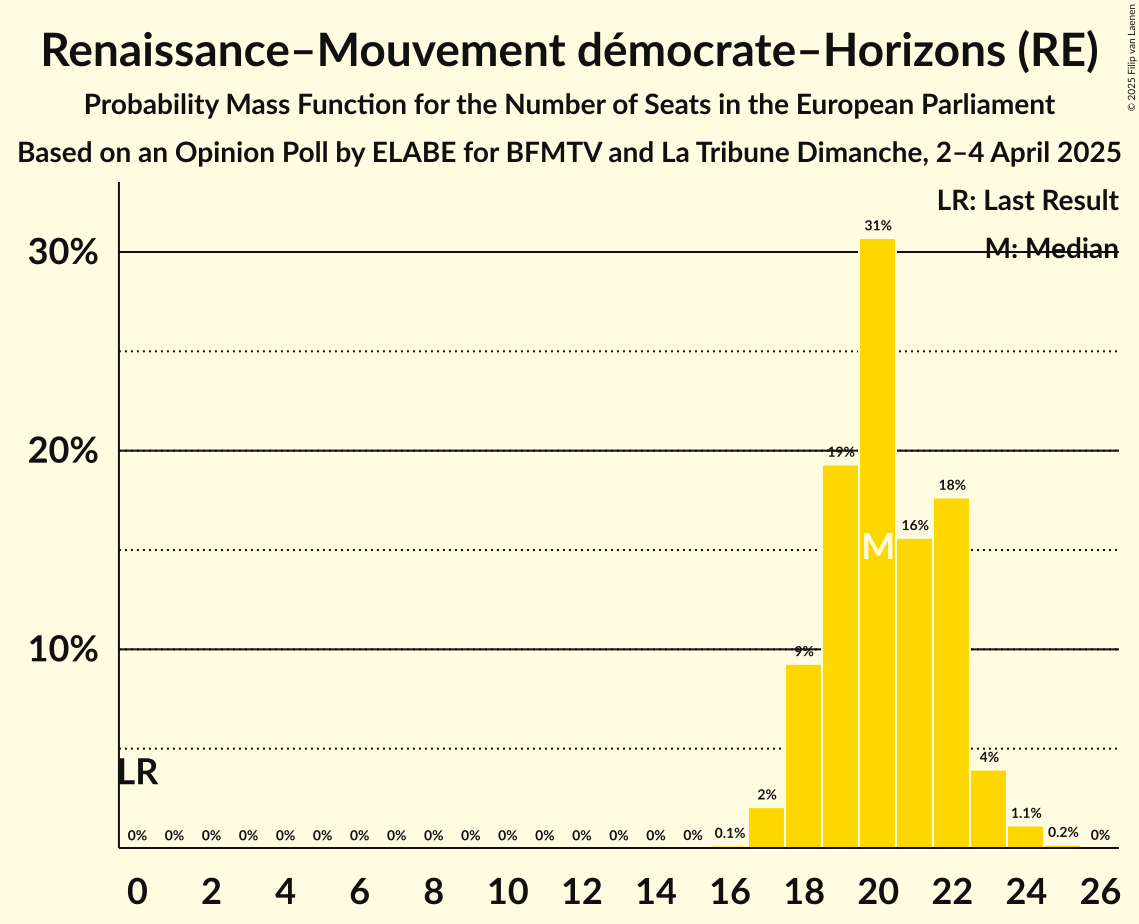 Renaissance–Mouvement démocrate–Horizons (RE)
Probability Mass Function for the Number of Seats in the European Parliament
Based on an Opinion Poll by ELABE for BFMTV and La Tribune Dimanche, 2–4 April 2025
© 2025 Filip van Laenen
LR: Last Result
M: Median
30%
20%
10%
31%
19%
18%
16%
M
9%
4%
2%
1.1%
LR
0% 0% 0% 0% 0% 0% 0% 0% 0% 0% 0% 0% 0% 0% 0% 0% 0.1% 0.2% 0%
0 2 4 6 8 10 12 14 16 18 20 22 24 26